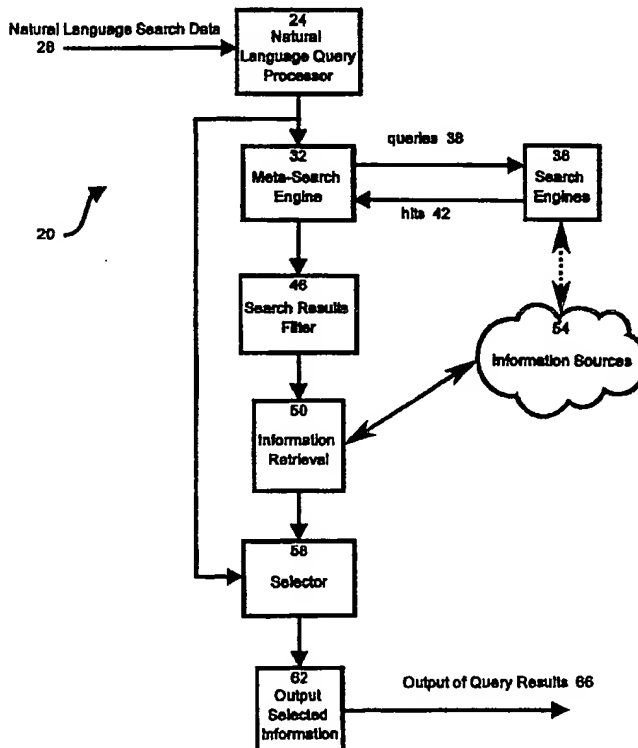 Natural Language Search Data
28
24
Natural
Language Query
Processor
32
Meta-Search
Engine
queries 38
hits 42
36
Search
Engines
20
46
Search Results
Filter
54
Information Sources
50
Information
Retrieval
58
Selector
62
Output
Selected
Information
Output of Query Results 66